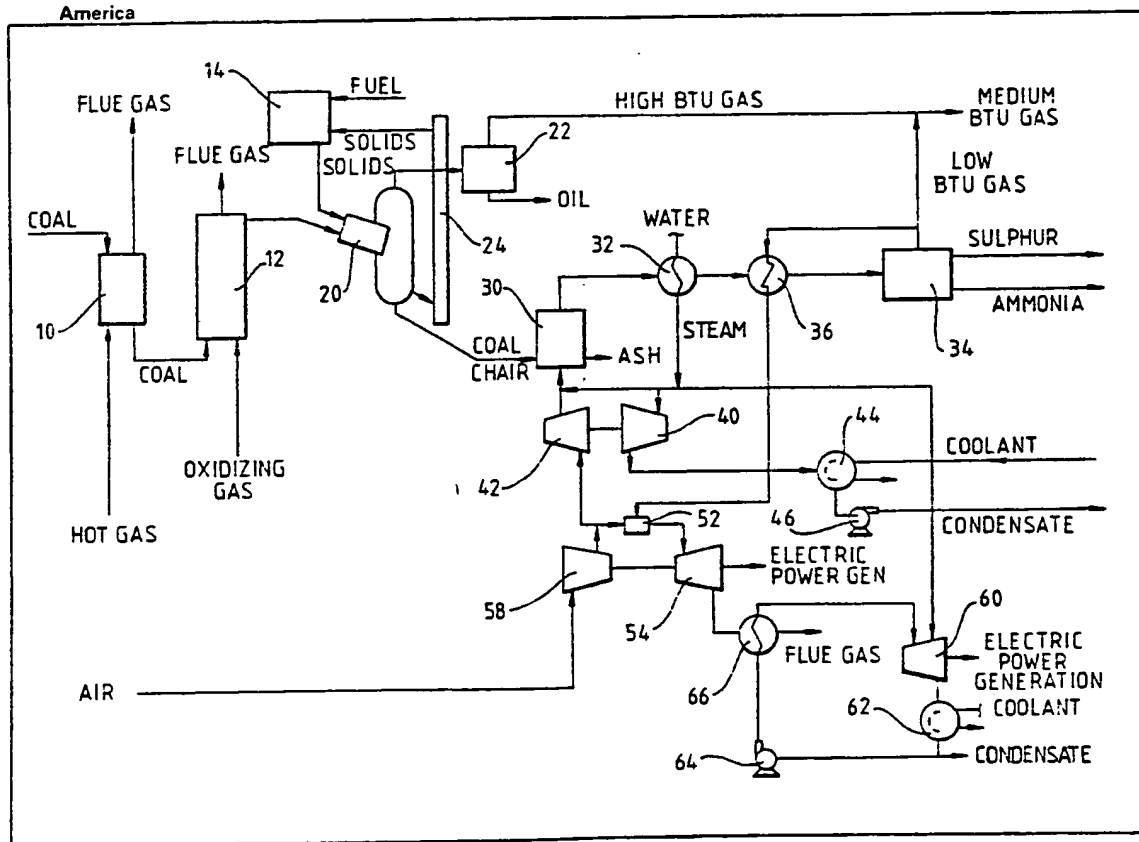 America
14
FUEL
FLUE GAS
HIGH BTU GAS
MEDIUM
BTU GAS
SOLIDS
SOLIDS
22
FLUE GAS
LOW
BTU GAS
OIL
COAL
WATER
24
12
32
SULPHUR
20
10
30
36
AMMONIA
34
STEAM
COAL
CHAIR
ASH
COAL
40
44
COOLANT
OXIDIZING
GAS
42
52
46
CONDENSATE
HOT GAS
ELECTRIC
POWER GEN
58
54
60
FLUE GAS
ELECTRIC
POWER
GENERATION
AIR
66
62
COOLANT
64
CONDENSATE